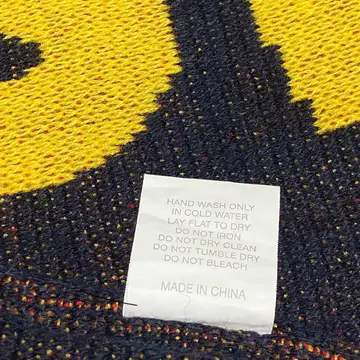 HAND WASH ONLY
IN COLD WATER
LAY FLAT TO DRY
DO NOT IRON
DO NOT DRY CLEAN
DO NOT TUMBLE DRY
DO NOT BLEACH
MADE IN CHINA